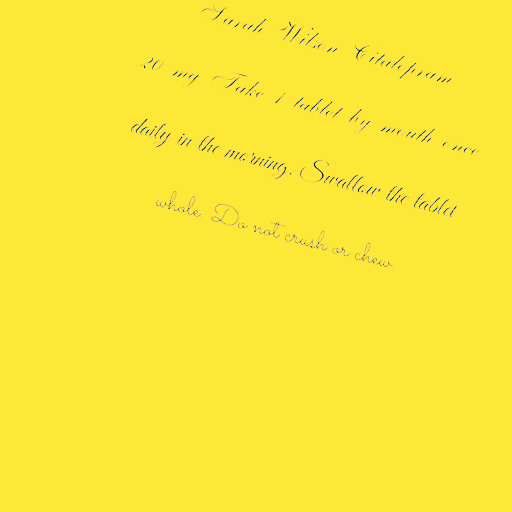 Sarah Wilson Citalopram
20 mg Take 1 tablet by mouth once
daily in the morning. Swallow the tablet
whole. Do not crush or chew